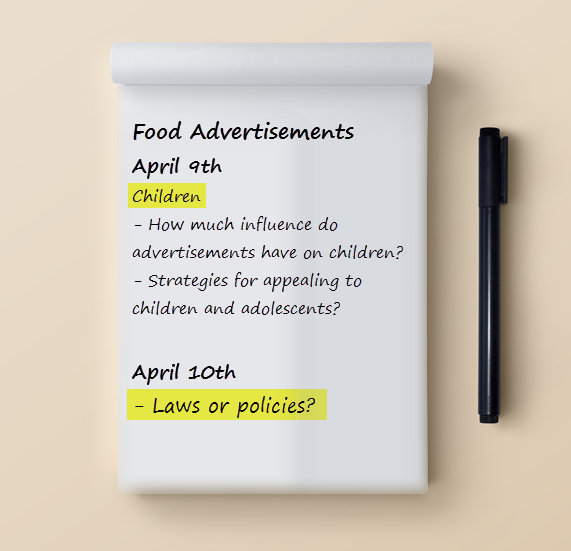 Food Advertisements
April 9th
Children
- How much influence do
advertisements have on children?
- Strategies for appealing to
children and adolescents?
April 10th
- Laws or policies?